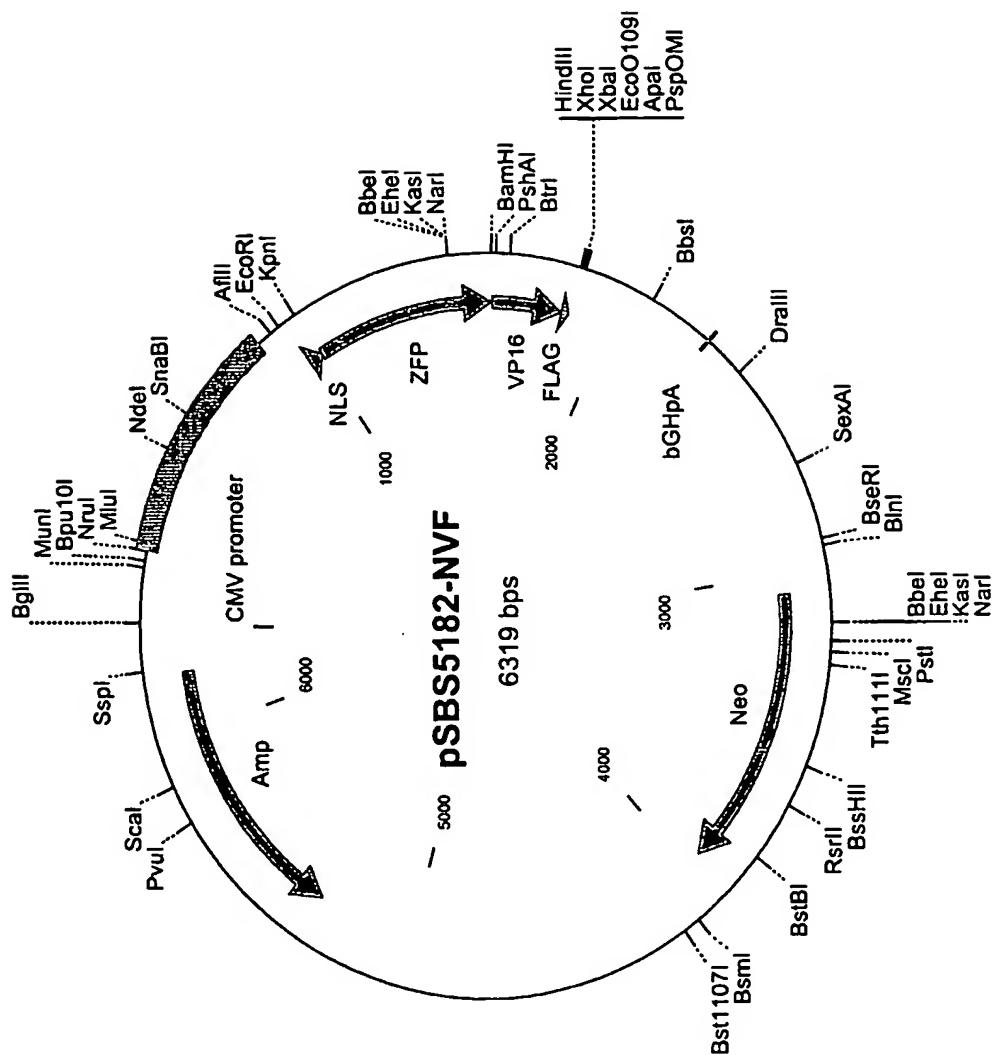 BglII
MunI
Bpu10I
NruI
MluI
NdeI
SnaBI
AflII
EcoRI
KpnI
BbeI
EheI
KasI
NarI
BamHI
PshAI
BtrI
HindIII
XhoI
XbaI
EcoO109I
ApaI
PspOMI
BbsI
DraIII
SexAI
BseRI
BlnI
BbeI
EheI
KasI
NarI
PstI
MscI
Tth111I
BssHII
RsrII
BstBI
BsmI
Bst1107I
PvuI
ScaI
SspI
CMV promoter
NLS
ZFP
VP16
FLAG
bGHpA
Neo
Amp
1000
2000
3000
4000
5000
6000
pSBS5182-NVF
6319 bps